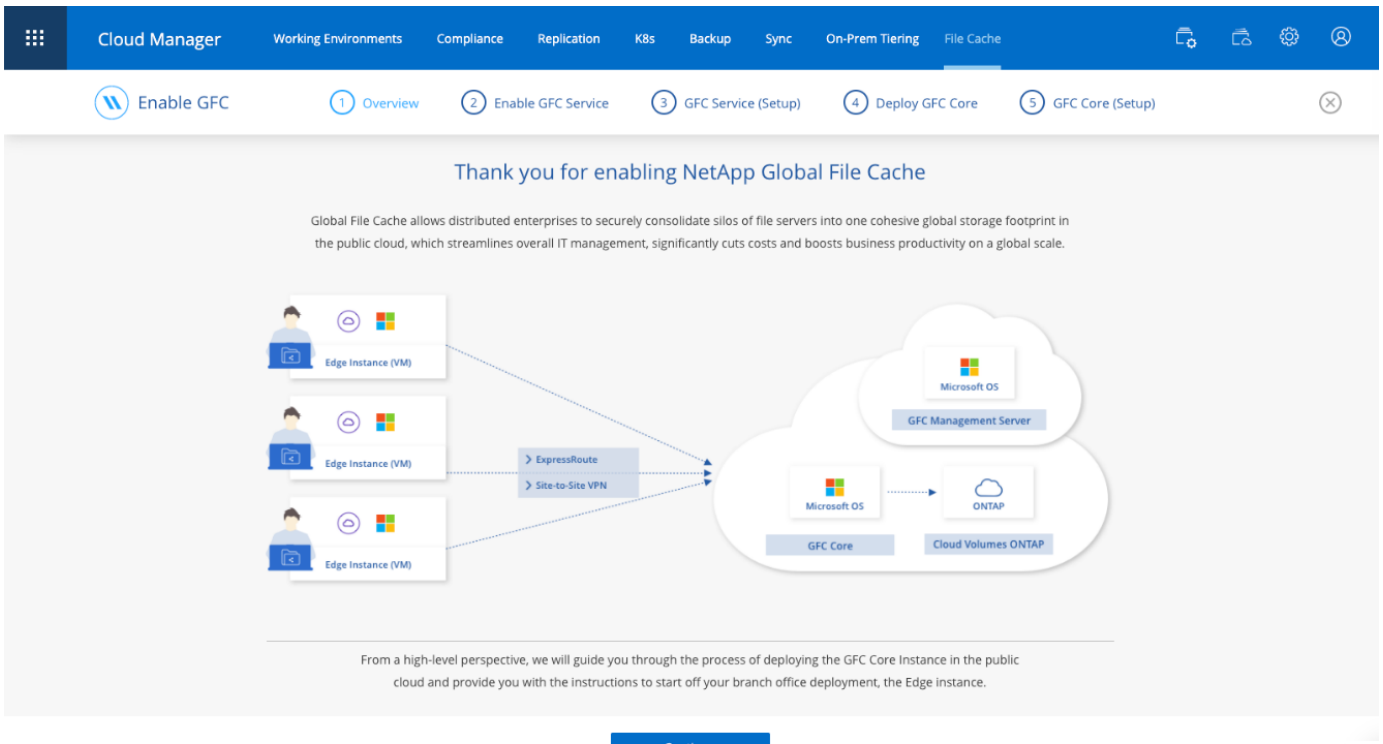 Cloud Manager
Working Environments
Compliance
Replication
K8s
Backup
Sync
On-Prem Tiering
File Cache
Enable GFC
1 Overview
2 Enable GFC Service
3 GFC Service (Setup)
4 Deploy GFC Core
5 GFC Core (Setup)
Thank you for enabling NetApp Global File Cache
Global File Cache allows distributed enterprises to securely consolidate silos of file servers into one cohesive global storage footprint in
the public cloud, which streamlines overall IT management, significantly cuts costs and boosts business productivity on a global scale.
Edge Instance (VM)
Edge Instance (VM)
Edge Instance (VM)
ExpressRoute
Site-to-Site VPN
Microsoft OS
GFC Management Server
Microsoft OS
GFC Core
ONTAP
Cloud Volumes ONTAP
From a high-level perspective, we will guide you through the process of deploying the GFC Core Instance in the public
cloud and provide you with the instructions to start off your branch office deployment, the Edge instance.